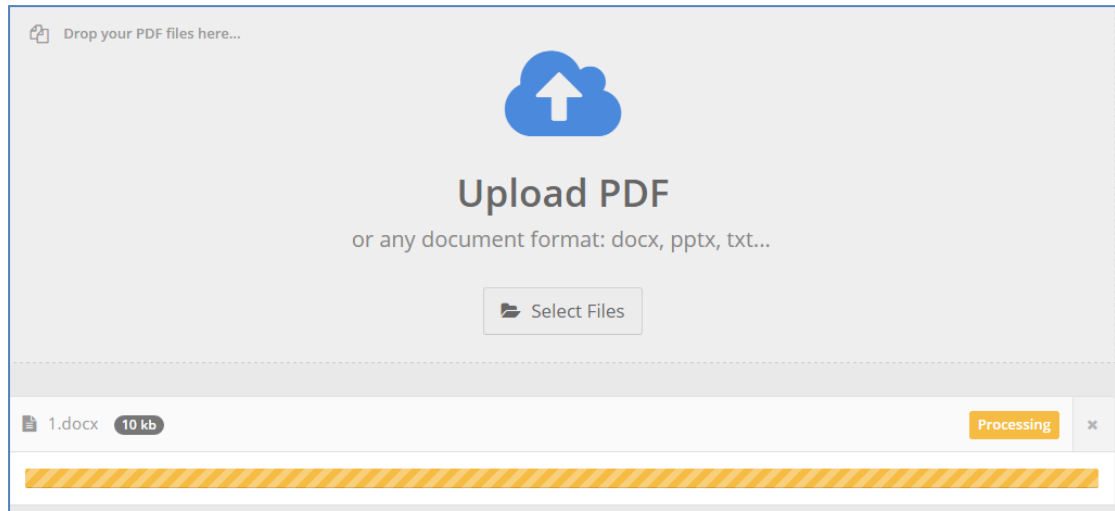 Drop your PDF files here...
Upload PDF
or any document format: docx, pptx, txt...
Select Files
1.docx 10 kb Processing ×